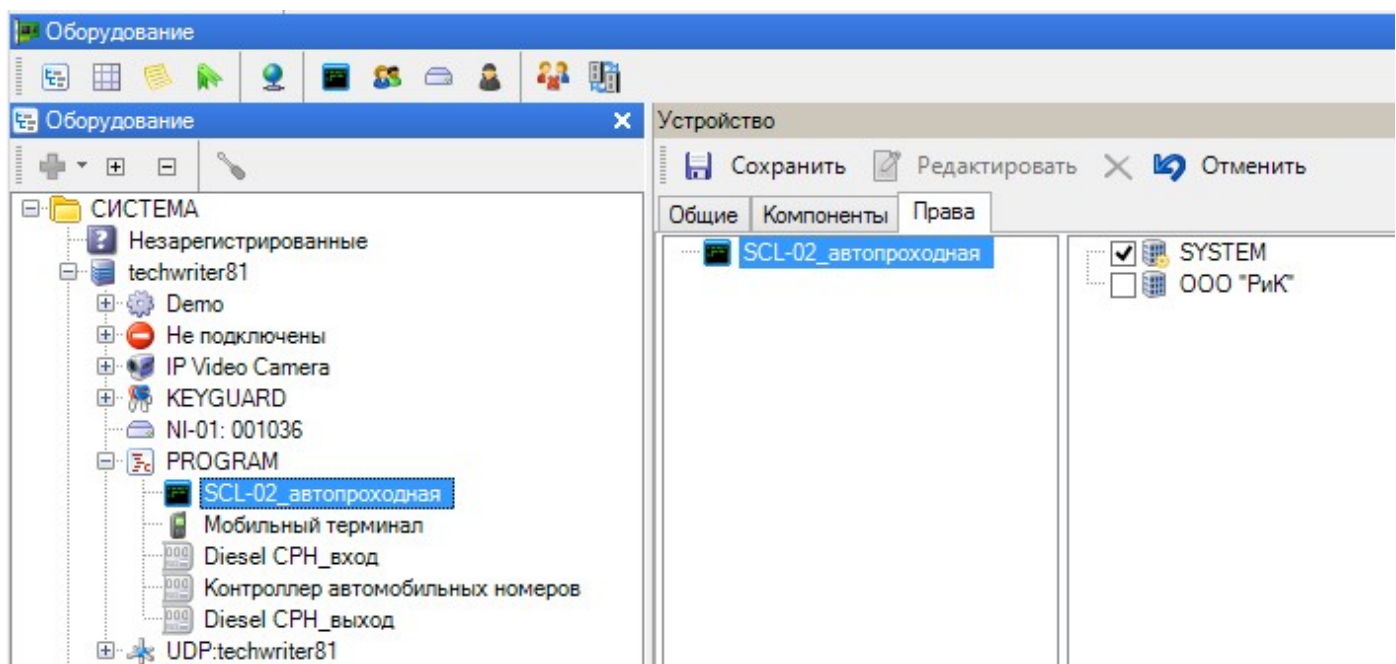 Оборудование
Оборудование
СИСТЕМА
Незарегистрированные
techwriter81
Demo
Не подключены
IP Video Camera
KEYGUARD
NI-01: 001036
PROGRAM
SCL-02_автопроходная
Мобильный терминал
Diesel CPH_вход
Контроллер автомобильных номеров
Diesel CPH_выход
UDP:techwriter81
Устройство
Сохранить Редактировать Отменить
Общие Компоненты Права
SCL-02_автопроходная
SYSTEM
ООО "РиК"